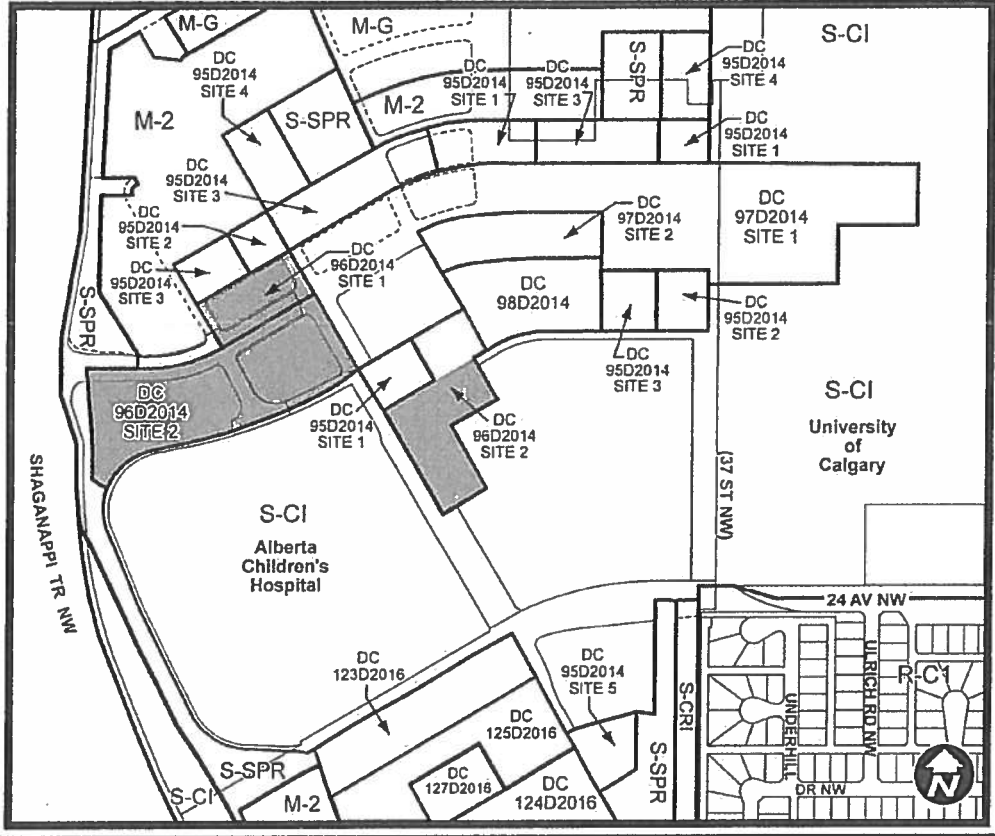 M-G
M-G
S-CI
DC
95D2014
SITE 4
M-2
S-SPR
M-2
DC
95D2014
SITE 1
DC
95D2014
SITE 3
S-SPR
DC
95D2014
SITE 4
DC
95D2014
SITE 1
DC
95D2014
SITE 3
DC
95D2014
SITE 2
DC
95D2014
SITE 3
DC
96D2014
SITE 1
DC
97D2014
SITE 2
DC
97D2014
SITE 1
DC
98D2014
S-SPR
DC
95D2014
SITE 2
DC
95D2014
SITE 3
DC
96D2014
SITE 2
DC
95D2014
SITE 1
DC
96D2014
SITE 2
S-CI
University
of
Calgary
(37 ST NW)
SHAGANAPPI TR NW
S-CI
Alberta
Children's
Hospital
24 AV NW
DC
123D2016
DC
95D2014
SITE 5
S-CRI
S-SPR
R-C1
ULRICH RD NW
UNDERHILL
DR NW
DC
125D2016
DC
127D2016
DC
124D2016
S-SPR
S-CI
M-2
N